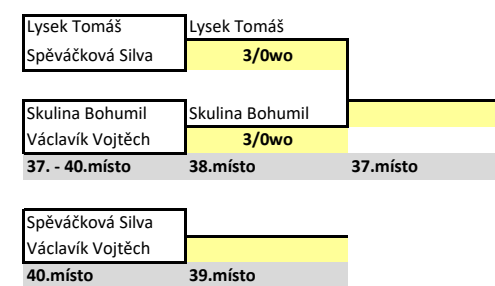 Lysek Tomáš Lysek Tomáš
Spěváčková Silva 3/0wo
Skulina Bohumil Skulina Bohumil
Václavík Vojtěch 3/0wo
37. - 40.místo 38.místo 37.místo
Spěváčková Silva
Václavík Vojtěch
40.místo 39.místo